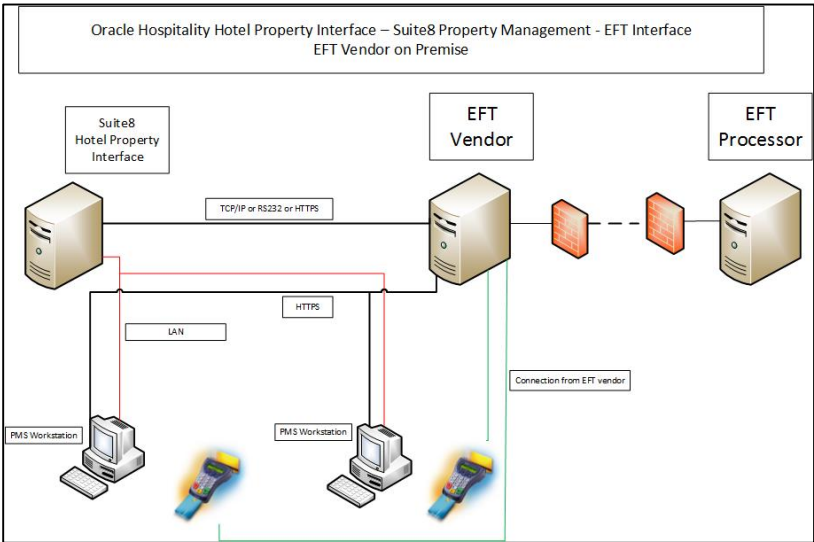 Oracle Hospitality Hotel Property Interface – Suite8 Property Management - EFT Interface
EFT Vendor on Premise
Suite8
Hotel Property
Interface
EFT
Vendor
EFT
Processor
TCP/IP or RS232 or HTTPS
HTTPS
LAN
Connection from EFT vendor
PMS Workstation
PMS Workstation